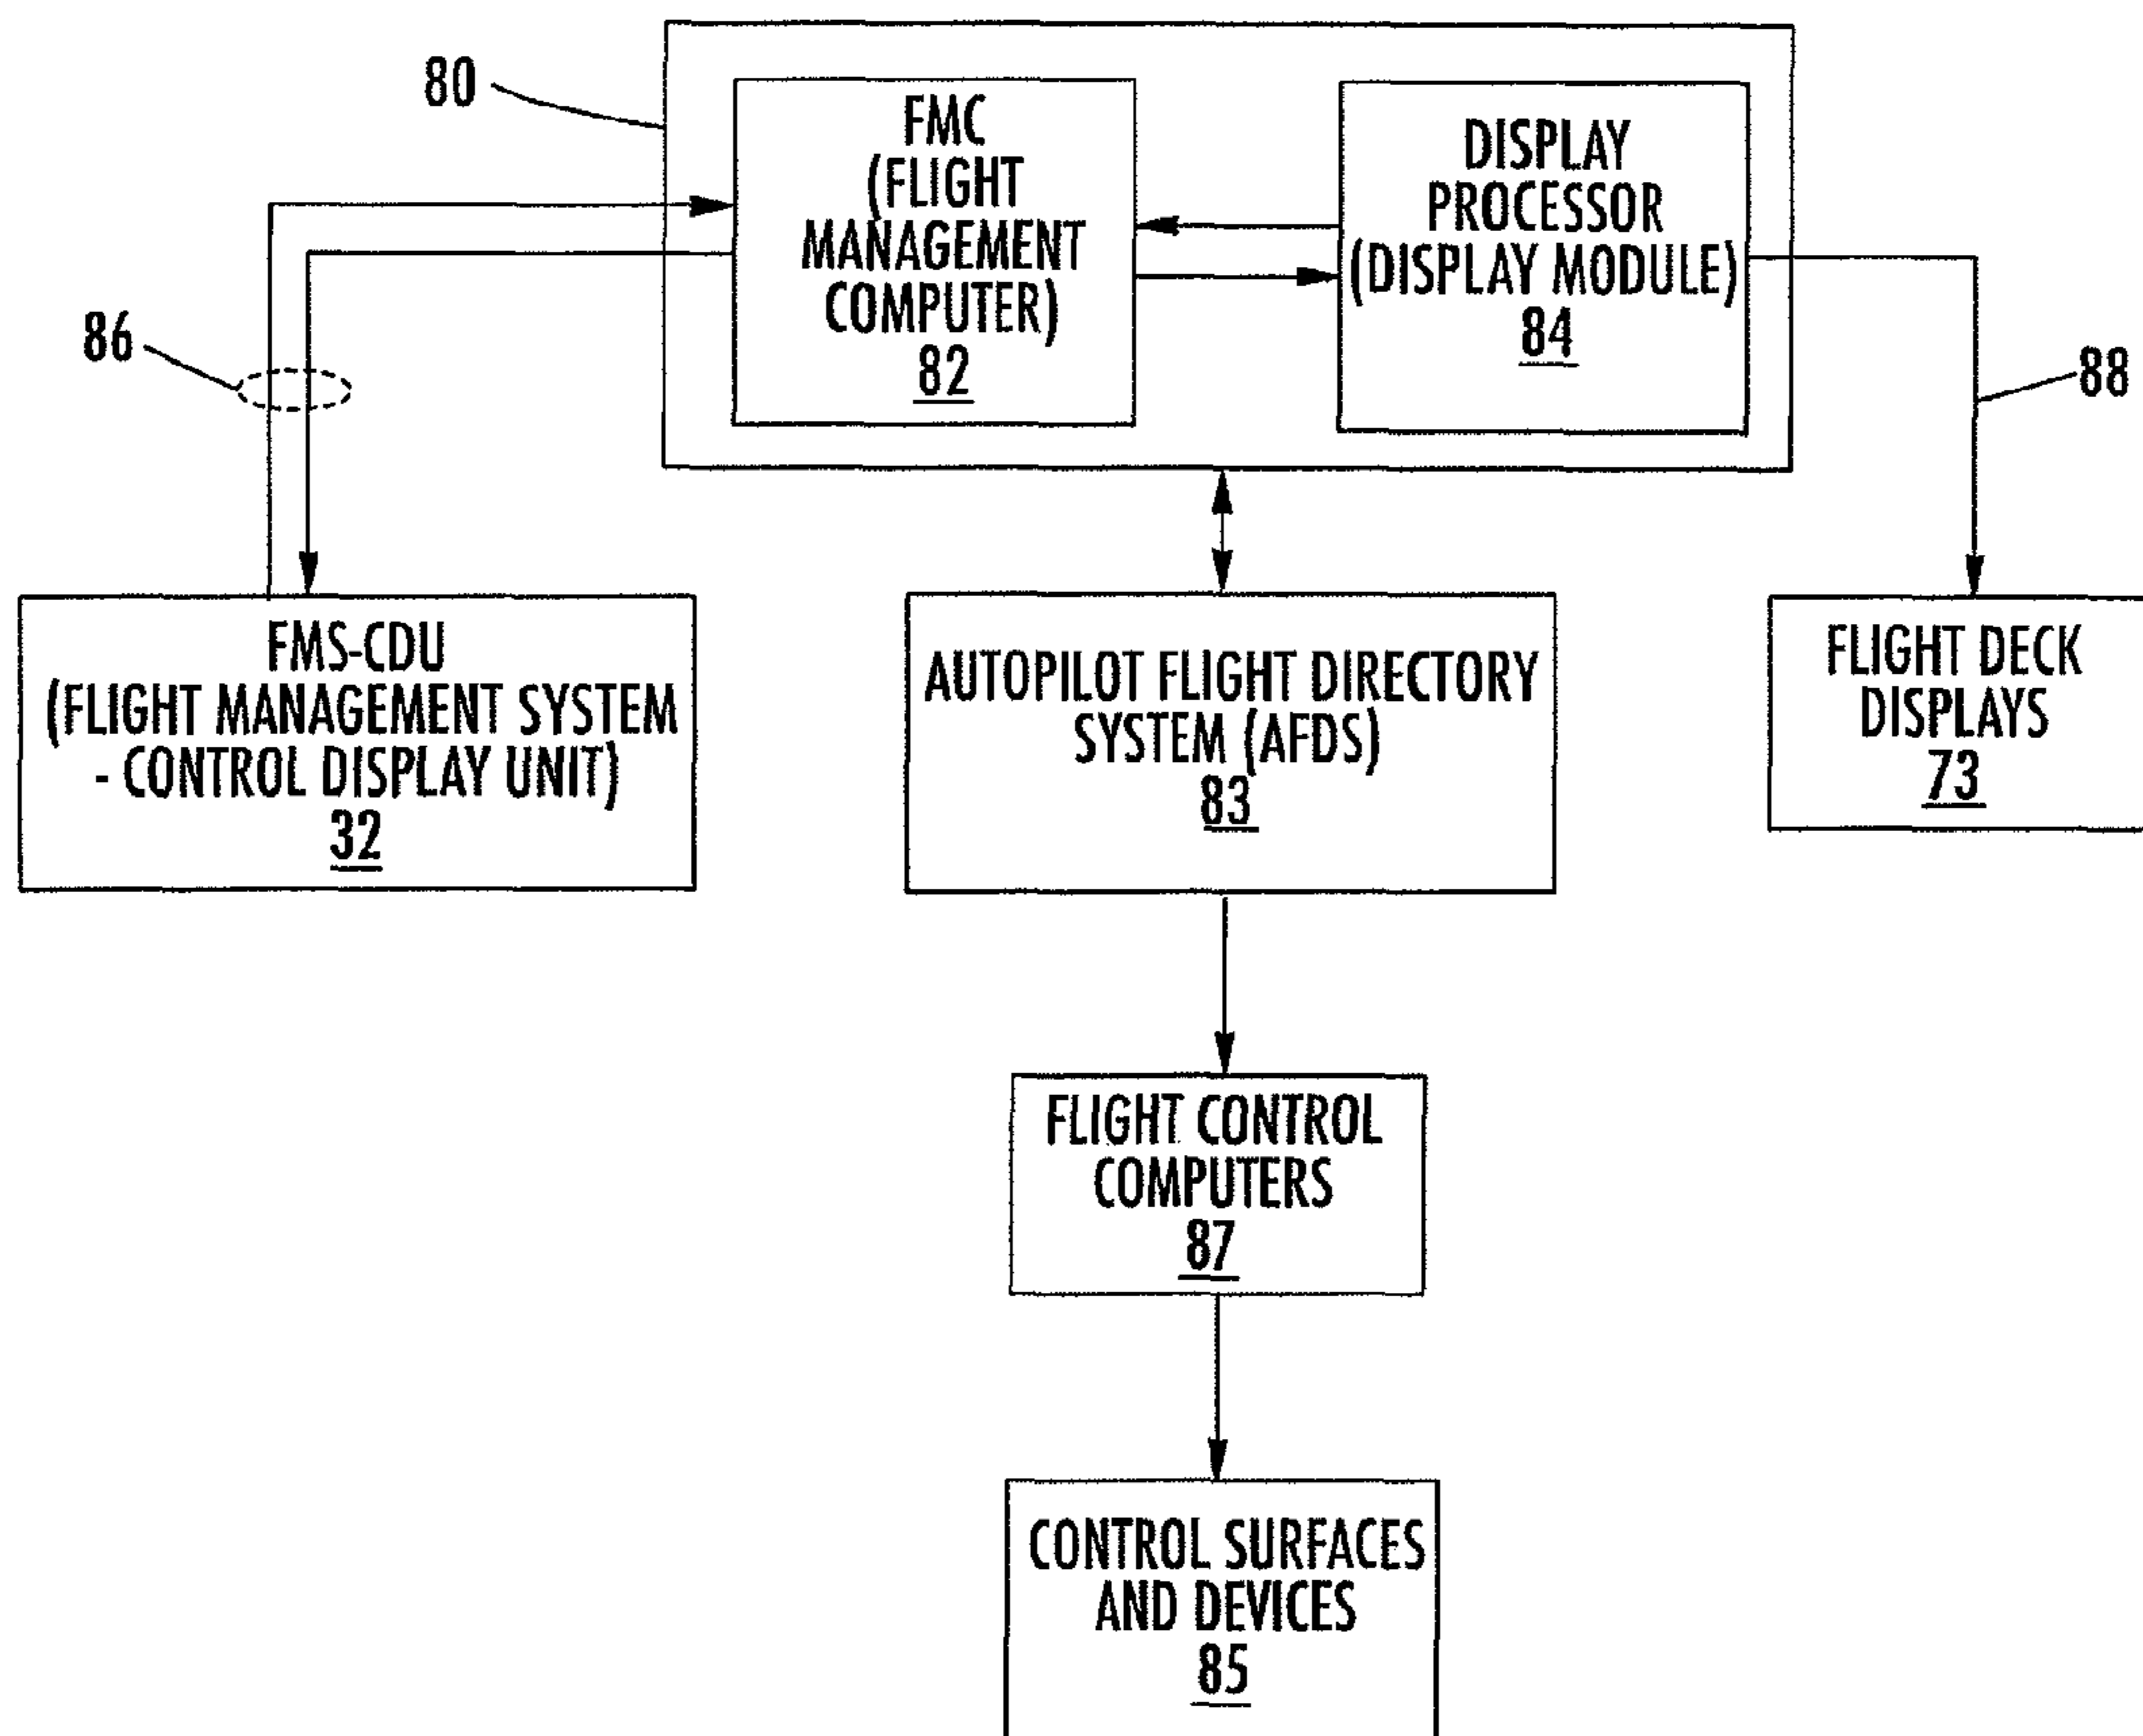 80
FMC
(FLIGHT
MANAGEMENT
COMPUTER)
82
DISPLAY
PROCESSOR
(DISPLAY MODULE)
84
86
88
FMS-CDU
(FLIGHT MANAGEMENT SYSTEM
- CONTROL DISPLAY UNIT)
32
AUTOPILOT FLIGHT DIRECTORY
SYSTEM (AFDS)
83
FLIGHT DECK
DISPLAYS
73
FLIGHT CONTROL
COMPUTERS
87
CONTROL SURFACES
AND DEVICES
85